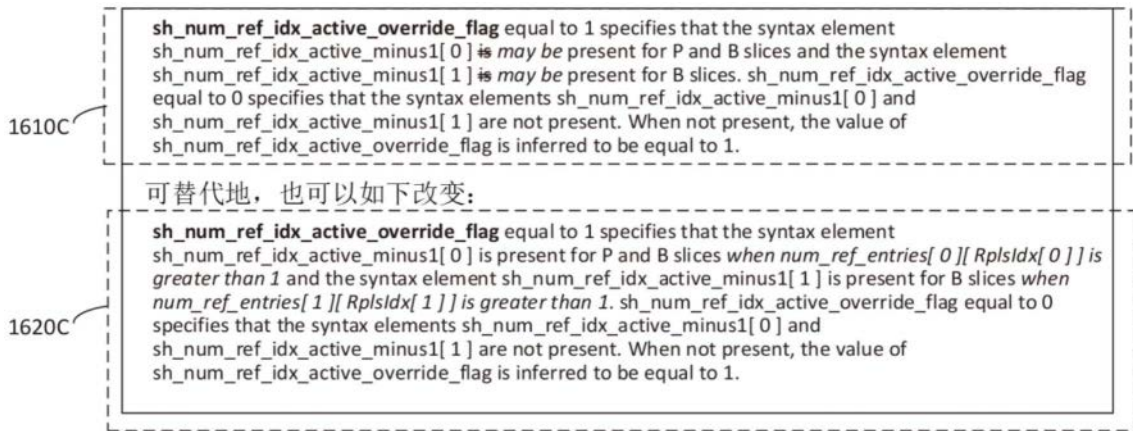 sh_num_ref_idx_active_override_flag equal to 1 specifies that the syntax element
sh_num_ref_idx_active_minus1[ 0 ] is may be present for P and B slices and the syntax element
sh_num_ref_idx_active_minus1[ 1 ] is may be present for B slices. sh_num_ref_idx_active_override_flag
equal to 0 specifies that the syntax elements sh_num_ref_idx_active_minus1[ 0 ] and
1610C
sh_num_ref_idx_active_minus1[ 1 ] are not present. When not present, the value of
sh_num_ref_idx_active_override_flag is inferred to be equal to 1.
可替代地，也可以如下改变：
sh_num_ref_idx_active_override_flag equal to 1 specifies that the syntax element
sh_num_ref_idx_active_minus1[ 0 ] is present for P and B slices when num_ref_entries[ 0 ][ RplsIdx[ 0 ] ] is
greater than 1 and the syntax element sh_num_ref_idx_active_minus1[ 1 ] is present for B slices when
num_ref_entries[ 1 ][ RplsIdx[ 1 ] ] is greater than 1. sh_num_ref_idx_active_override_flag equal to 0
1620C
specifies that the syntax elements sh_num_ref_idx_active_minus1[ 0 ] and
sh_num_ref_idx_active_minus1[ 1 ] are not present. When not present, the value of
sh_num_ref_idx_active_override_flag is inferred to be equal to 1.